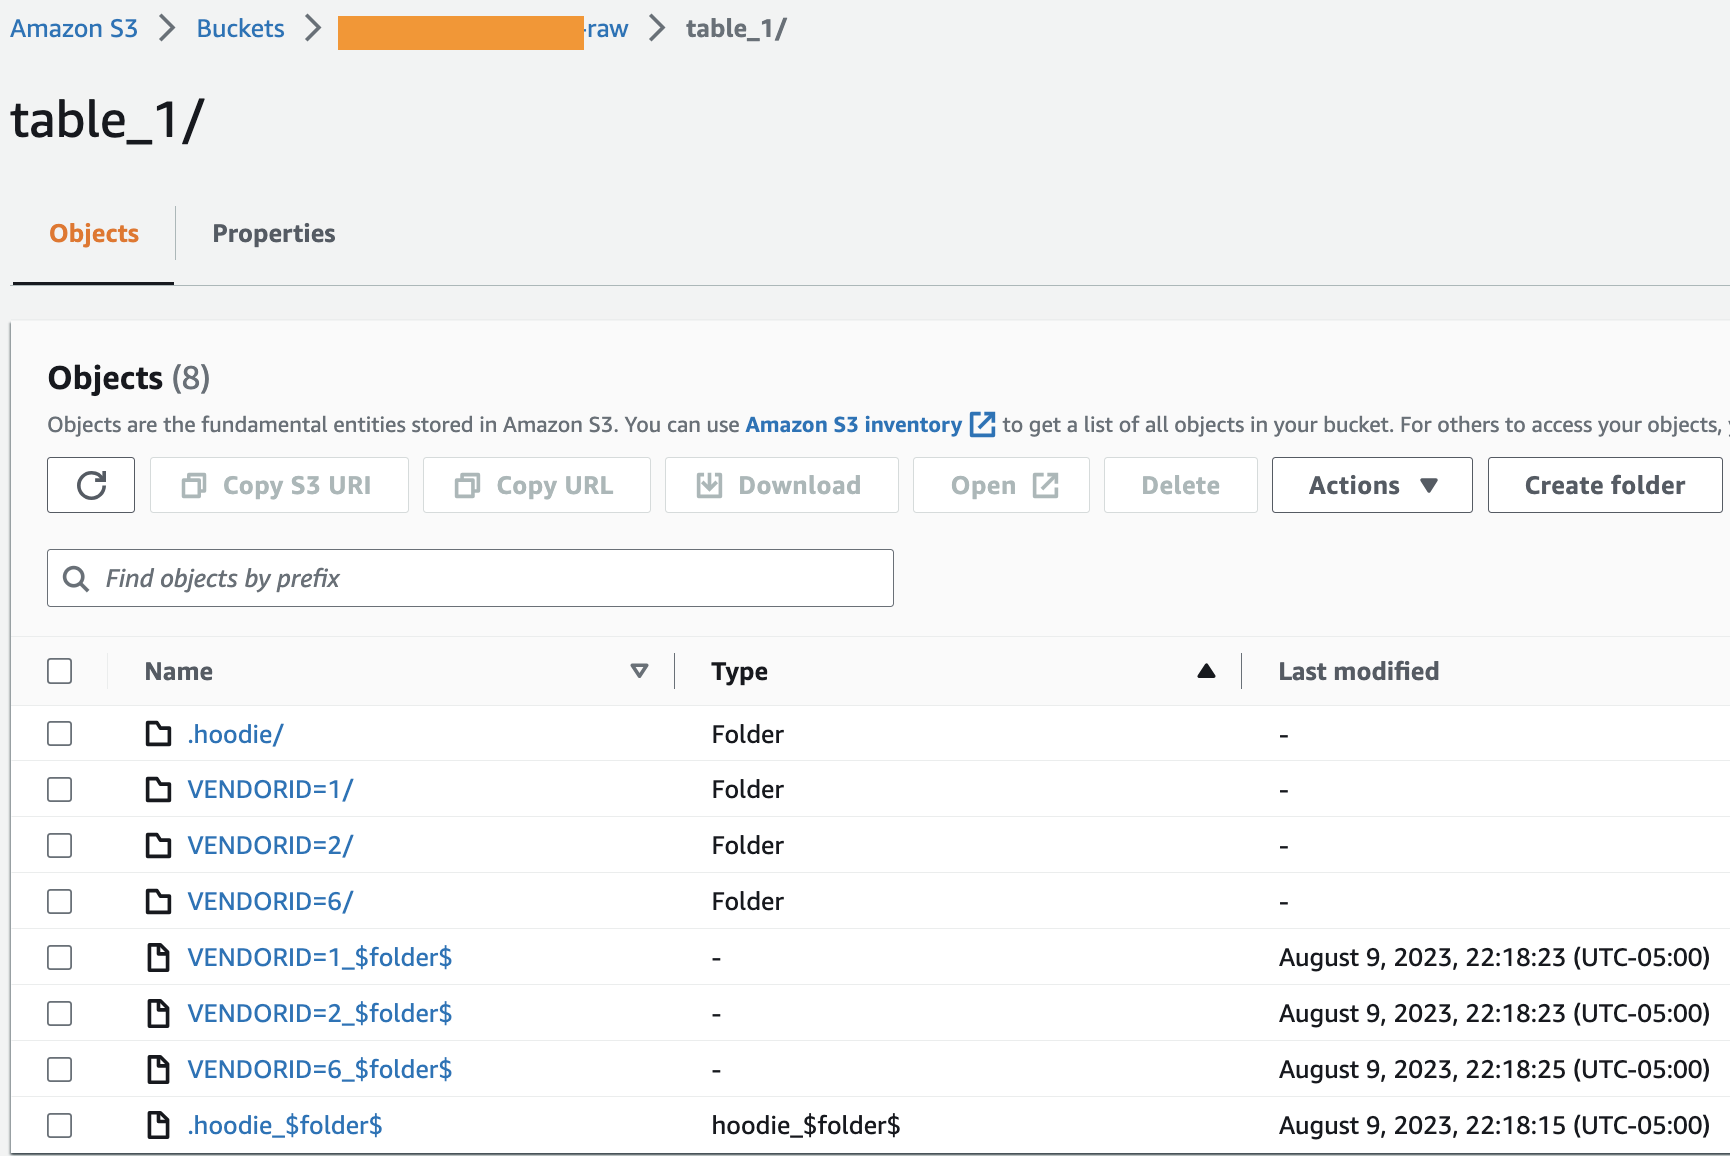 Amazon S3 > Buckets > -raw > table_1/
table_1/
Objects Properties
Objects (8)
Objects are the fundamental entities stored in Amazon S3. You can use Amazon S3 inventory to get a list of all objects in your bucket. For others to access your objects,
Copy S3 URI Copy URL Download Open Delete Actions Create folder
Find objects by prefix
Name Type Last modified
.hoodie/ Folder -
VENDORID=1/ Folder -
VENDORID=2/ Folder -
VENDORID=6/ Folder -
VENDORID=1_$folder$ - August 9, 2023, 22:18:23 (UTC-05:00)
VENDORID=2_$folder$ - August 9, 2023, 22:18:23 (UTC-05:00)
VENDORID=6_$folder$ - August 9, 2023, 22:18:25 (UTC-05:00)
.hoodie_$folder$ hoodie_$folder$ August 9, 2023, 22:18:15 (UTC-05:00)